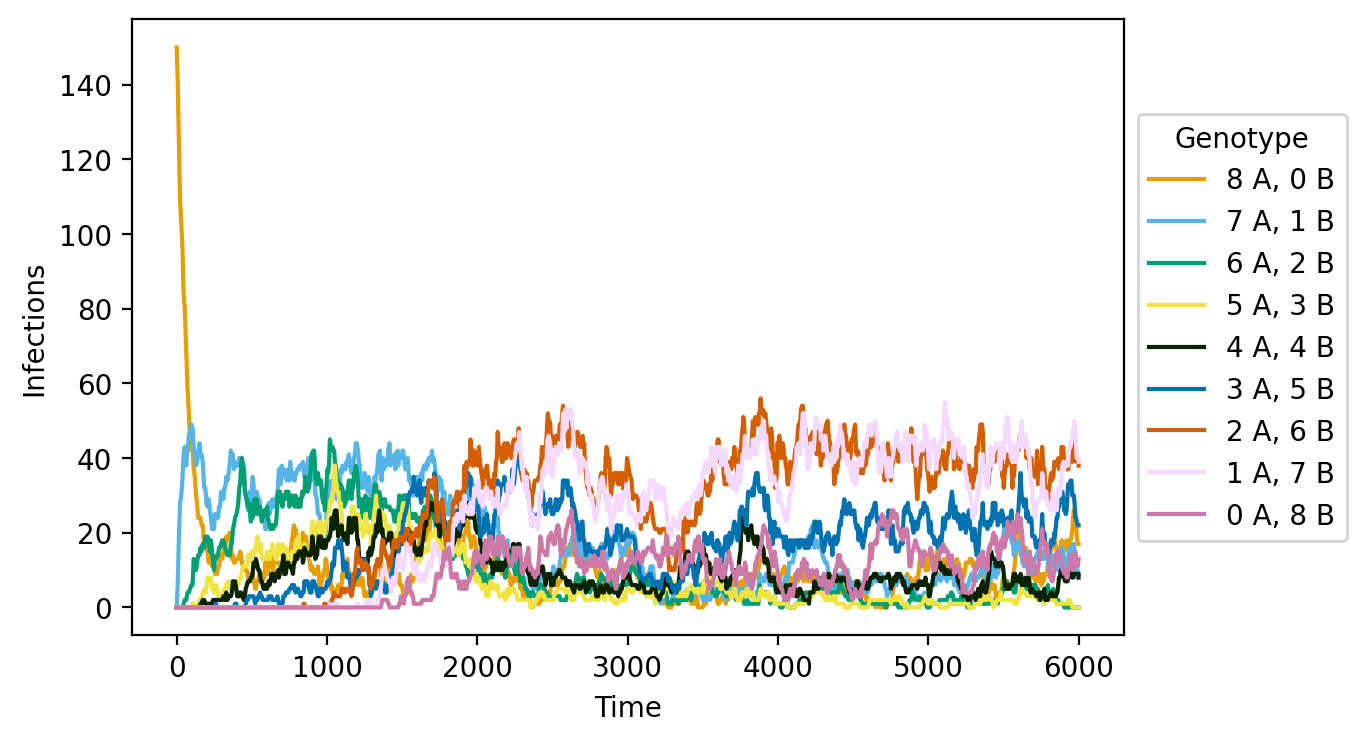 140
120
100
80
60
40
20
0
Infections
0 1000 2000 3000 4000 5000 6000
Time
Genotype
8 A, 0 B
7 A, 1 B
6 A, 2 B
5 A, 3 B
4 A, 4 B
3 A, 5 B
2 A, 6 B
1 A, 7 B
0 A, 8 B